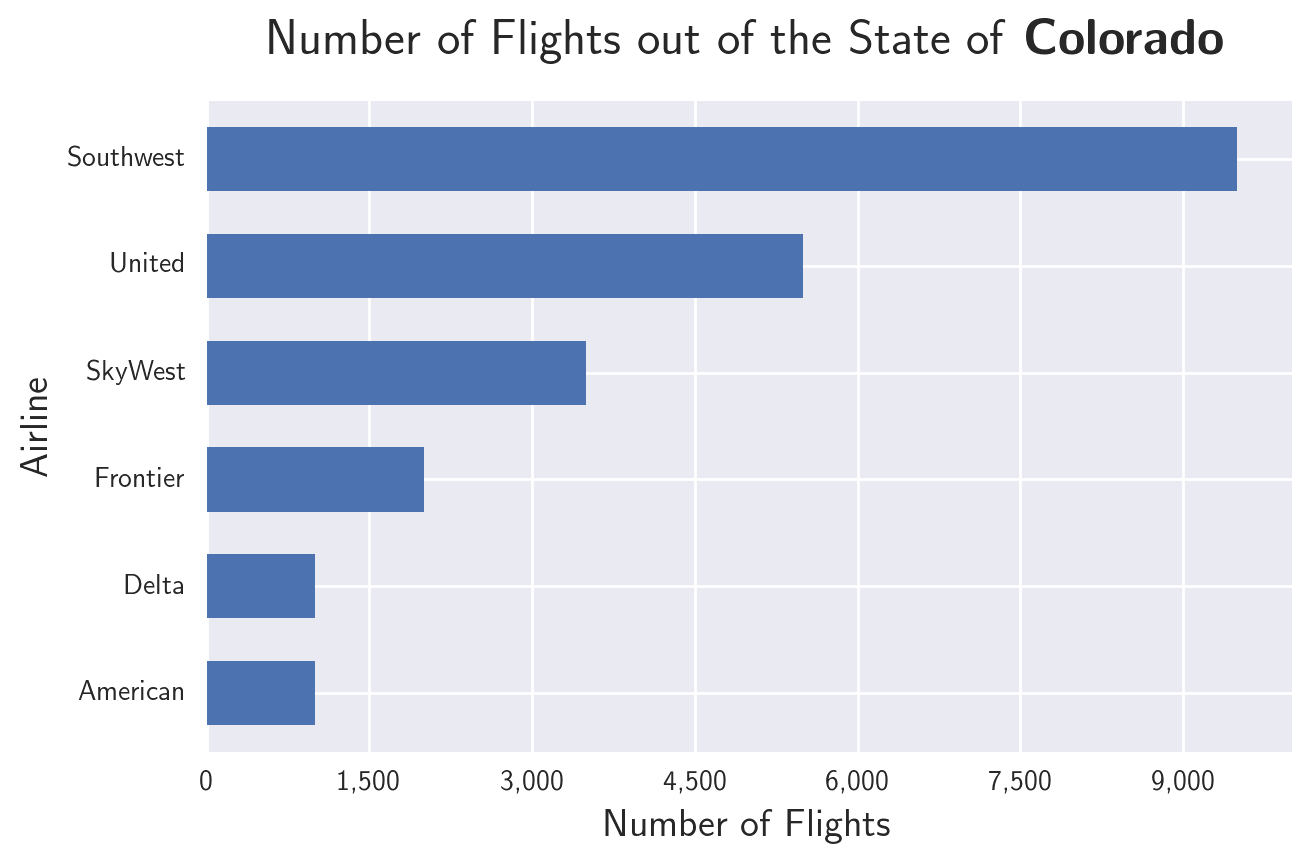 Number of Flights out of the State of Colorado
Southwest
United
SkyWest
Frontier
Delta
American
Airline
0 1,500 3,000 4,500 6,000 7,500 9,000
Number of Flights